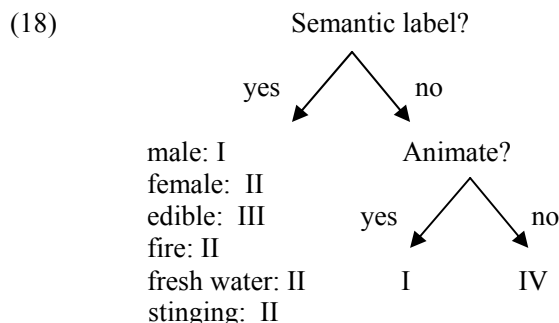 (18) Semantic label?
yes no
male: I Animate?
female: II
edible: III yes no
fire: II
fresh water: II I IV
stinging: II